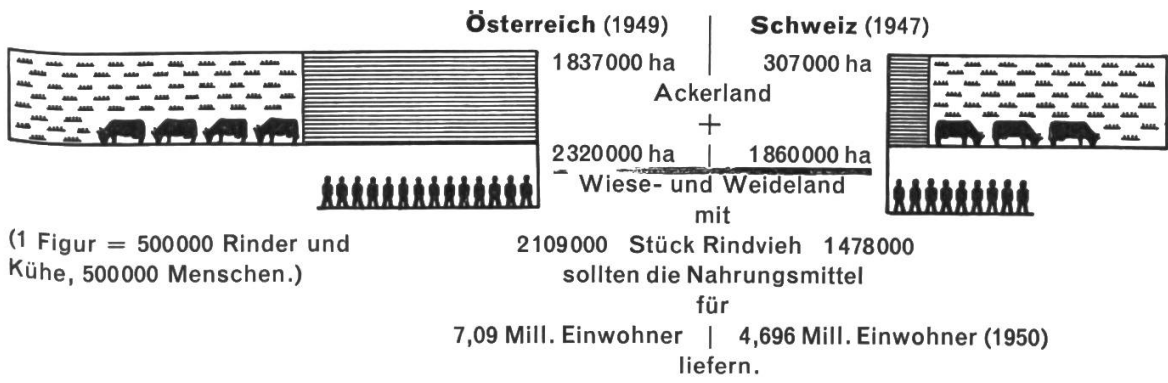 Österreich (1949) | Schweiz (1947)
1837000 ha | 307000 ha
Ackerland
+
2320000 ha | 1860000 ha
Wiese- und Weideland
mit
(1 Figur = 500000 Rinder und
Kühe, 500000 Menschen.)
2109000 Stück Rindvieh 1478000
sollten die Nahrungsmittel
für
7,09 Mill. Einwohner | 4,696 Mill. Einwohner (1950)
liefern.